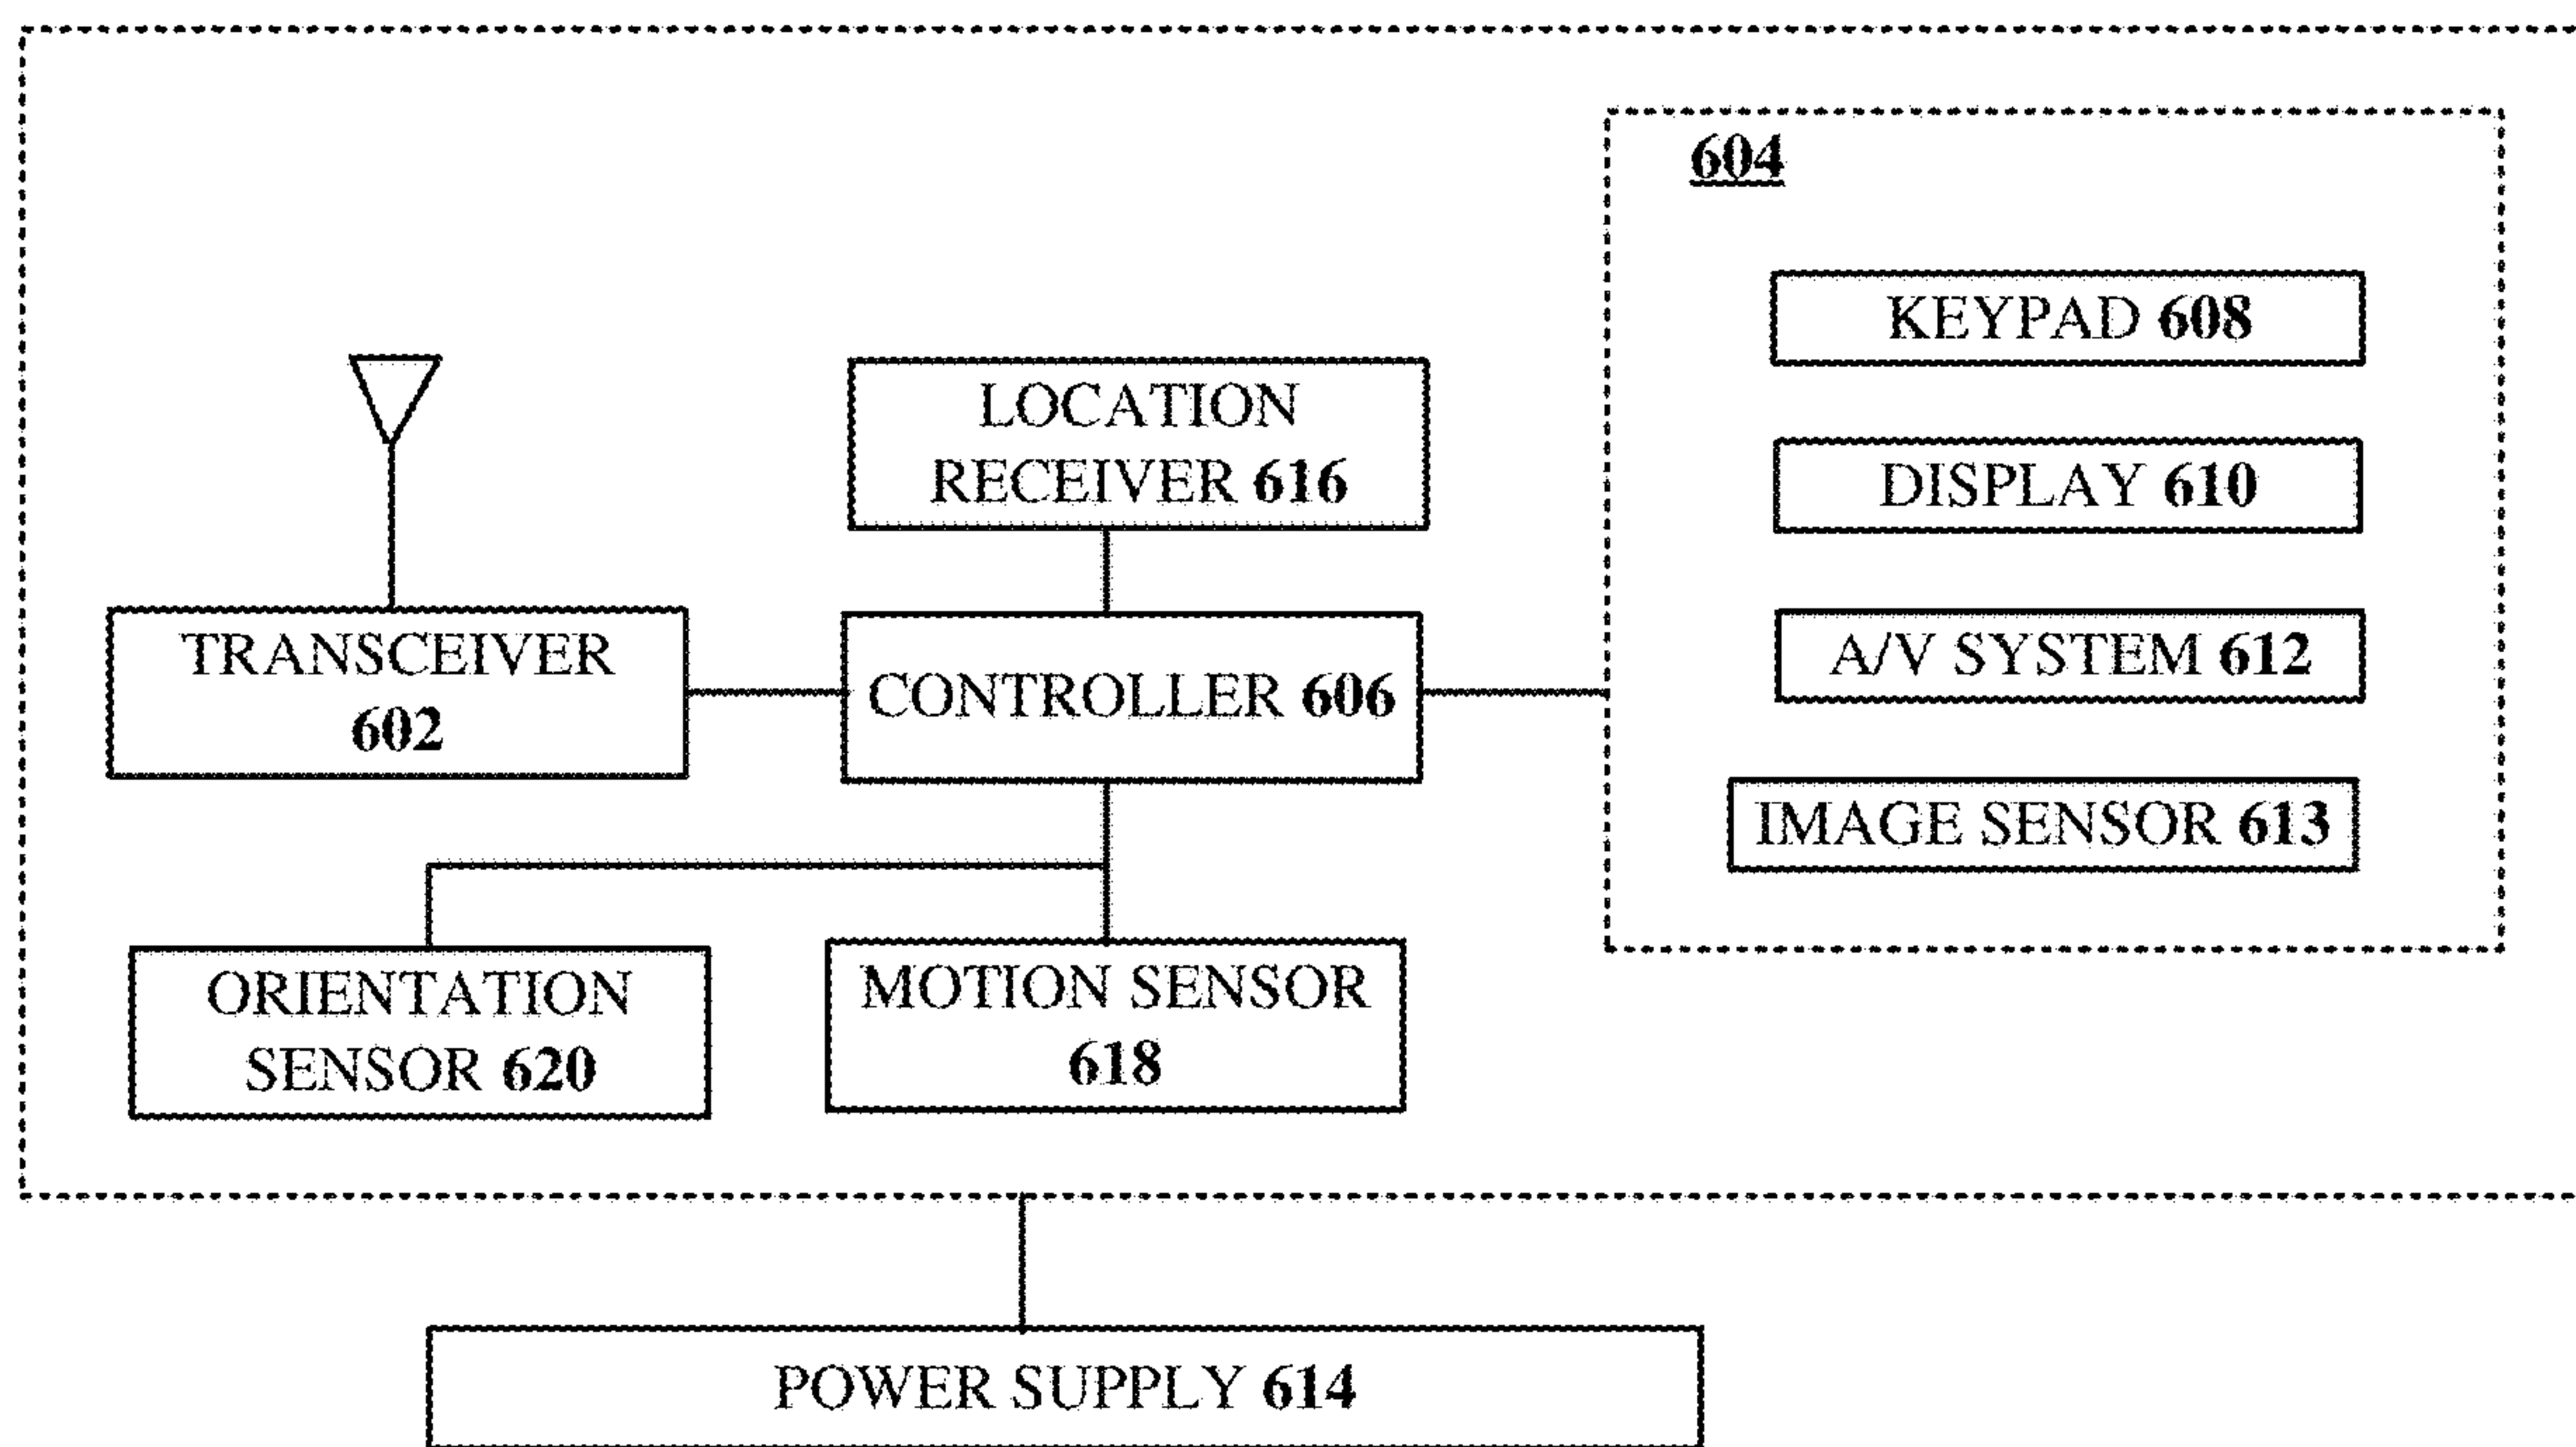 604
KEYPAD 608
DISPLAY 610
A/V SYSTEM 612
IMAGE SENSOR 613
LOCATION
RECEIVER 616
TRANSCEIVER
602
CONTROLLER 606
ORIENTATION
SENSOR 620
MOTION SENSOR
618
POWER SUPPLY 614